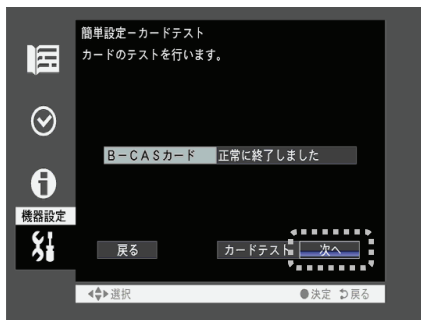 簡単設定－カードテスト
カードのテストを行います。
B－CASカード 正常に終了しました
機器設定
戻る カードテスト 次へ
選択 決定 戻る